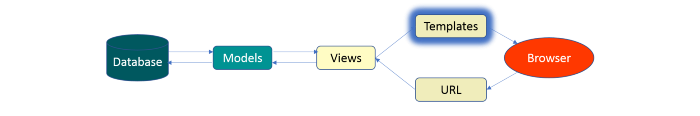 Templates
Database
Models
Views
Browser
URL